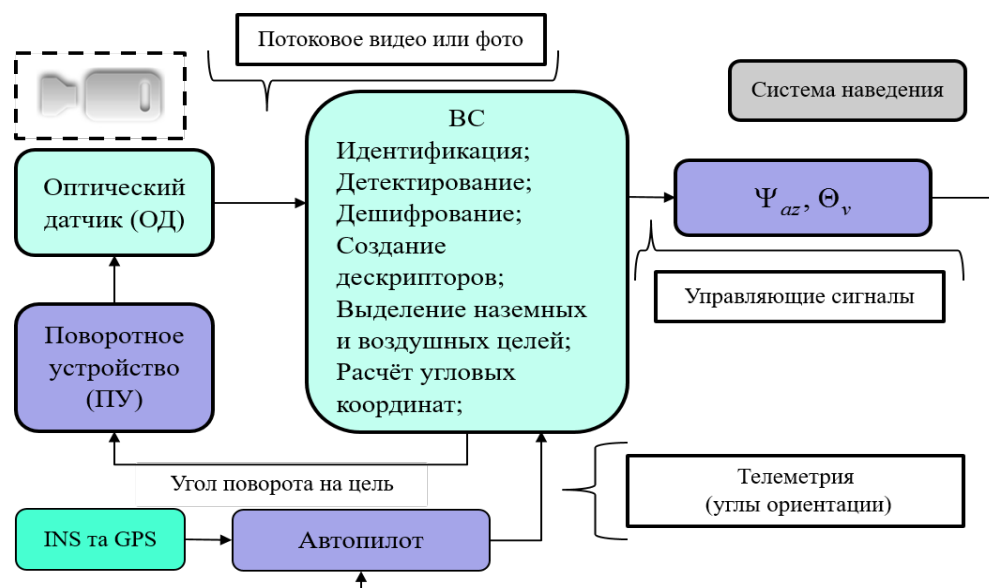 Потоковое видео или фото
Система наведения
Оптический
датчик (ОД)
ВС
Идентификация;
Детектирование;
Дешифрование;
Создание
дескрипторов;
Выделение наземных
и воздушных целей;
Расчёт угловых
координат;
Ψaz, Θv
Управляющие сигналы
Поворотное
устройство
(ПУ)
Угол поворота на цель
Телеметрия
(углы ориентации)
INS та GPS
Автопилот